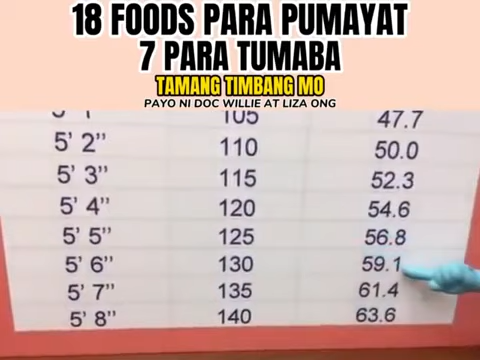 18 FOODS PARA PUMAYAT
7 PARA TUMABA
TAMANG TIMBANG MO
PAYO NI DOC WILLIE AT LIZA ONG
5' 1" 105 47.7
5' 2" 110 50.0
5' 3" 115 52.3
5' 4" 120 54.6
5' 5" 125 56.8
5' 6" 130 59.1
5' 7" 135 61.4
5' 8" 140 63.6